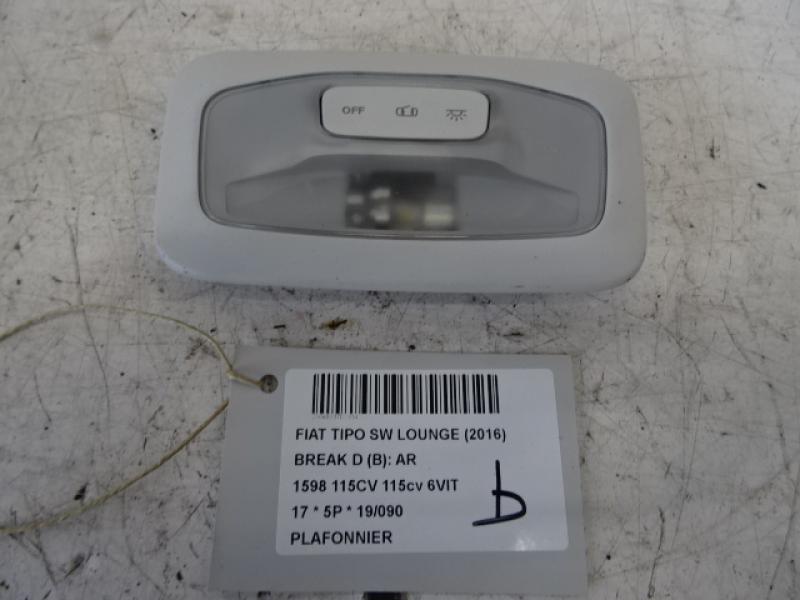 OFF
FIAT TIPO SW LOUNGE (2016)
BREAK D (B): AR
1598 115CV 115cv 6VIT
17 * 5P * 19/090
PLAFONNIER